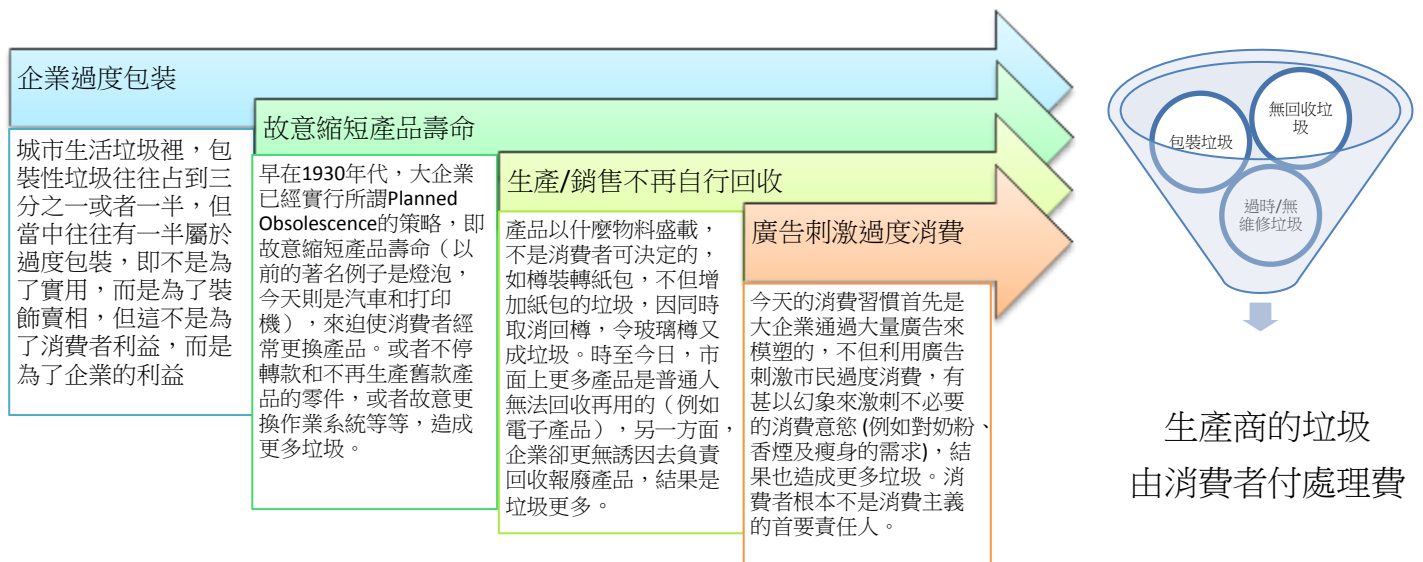 企業過度包裝
城市生活垃圾裡，包
裝性垃圾往往占到三
分之一或者一半，但
當中往往有一半屬於
過度包裝，即不是為
了實用，而是為了裝
飾賣相，但這不是為
了消費者利益，而是
為了企業的利益
故意縮短產品壽命
早在1930年代，大企業
已經實行所謂Planned
Obsolescence的策略，即
故意縮短產品壽命（以
前的著名例子是燈泡，
今天則是汽車和打印
機），來迫使消費者經
常更換產品。或者不停
轉款和不再生產舊款產
品的零件，或者故意更
換作業系統等等，造成
更多垃圾。
生產/銷售不再自行回收
產品以什麼物料盛載，
不是消費者可決定的，
如樽裝轉紙包，不但增
加紙包的垃圾，因同時
取消回樽，令玻璃樽又
成垃圾。時至今日，市
面上更多產品是普通人
無法回收再用的（例如
電子產品），另一方面，
企業卻更無誘因去負責
回收報廢產品，結果是
垃圾更多。
廣告刺激過度消費
今天的消費習慣首先是
大企業通過大量廣告來
模塑的，不但利用廣告
刺激市民過度消費，有
甚以幻象來激刺不必要
的消費意慾 (例如對奶粉、
香煙及瘦身的需求)，結
果也造成更多垃圾。消
費者根本不是消費主義
的首要責任人。
無回收垃
圾
包裝垃圾
過時/無
維修垃圾
生產商的垃圾
由消費者付處理費